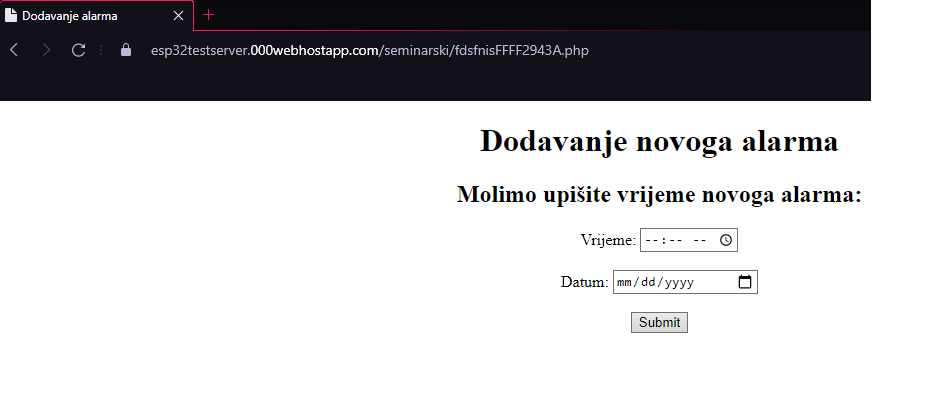 Dodavanje alarma
esp32testserver.000webhostapp.com/seminarski/fdsfnisFFFF2943A.php
Dodavanje novoga alarma
Molimo upišite vrijeme novoga alarma:
Vrijeme: --:-- --
Datum: mm/dd/yyyy
Submit